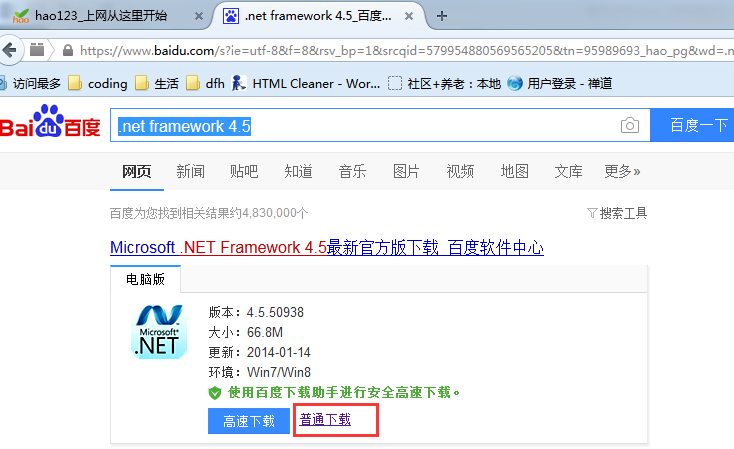 hao123_上网从这里开始
.net framework 4.5_百度...
https://www.baidu.com/s?ie=utf-8&f=8&rsv_bp=1&srcqid=579954880569565205&tn=95989693_hao_pg&wd=.n
访问最多 coding 生活 dfh HTML Cleaner - Wor... 社区+养老：本地 用户登录 - 禅道
Bai du 百度 .net framework 4.5 百度一下
网页 新闻 贴吧 知道 音乐 图片 视频 地图 文库 更多»
百度为您找到相关结果约4,830,000个 搜索工具
Microsoft .NET Framework 4.5最新官方版下载_百度软件中心
电脑版
Microsoft®
.NET
版本：4.5.50938
大小：66.8M
更新：2014-01-14
环境：Win7/Win8
使用百度下载助手进行安全高速下载。
高速下载 普通下载